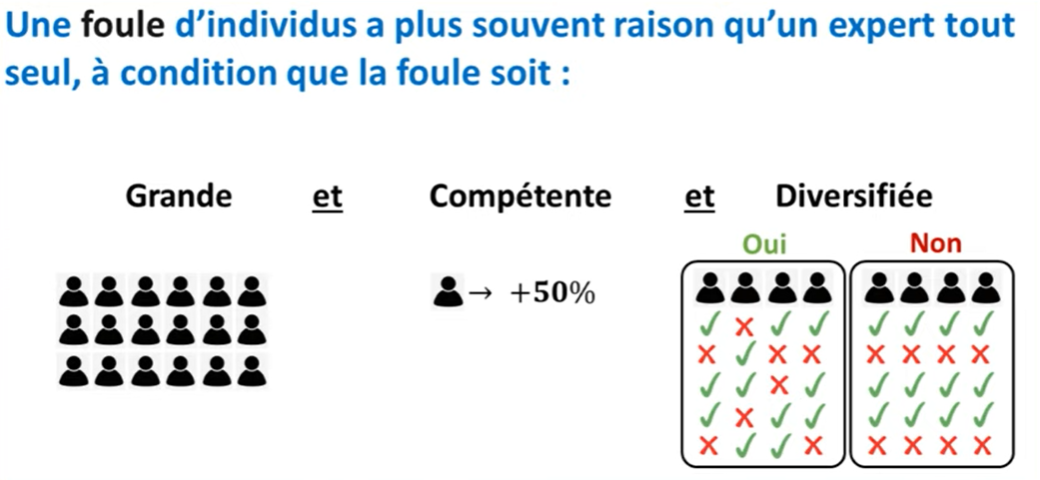 Une foule d’individus a plus souvent raison qu’un expert tout
seul, à condition que la foule soit :
Grande et Compétente et Diversifiée
Oui Non
→ +50%